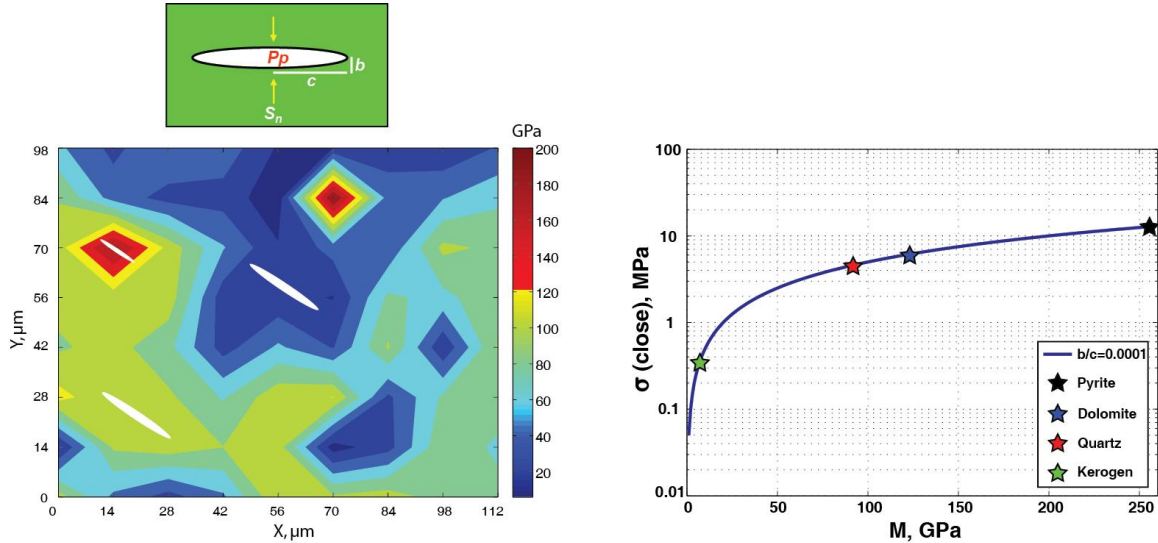 Pp
b
c
Sn
GPa
98
84
70
56
42
28
14
0
0 14 28 42 56 70 84 98 112
Y, µm
X, µm
200
180
160
140
120
100
80
60
40
20
100
10
1
0.1
0.01
0 50 100 150 200 250
σ (close), MPa
M, GPa
b/c=0.0001
Pyrite
Dolomite
Quartz
Kerogen